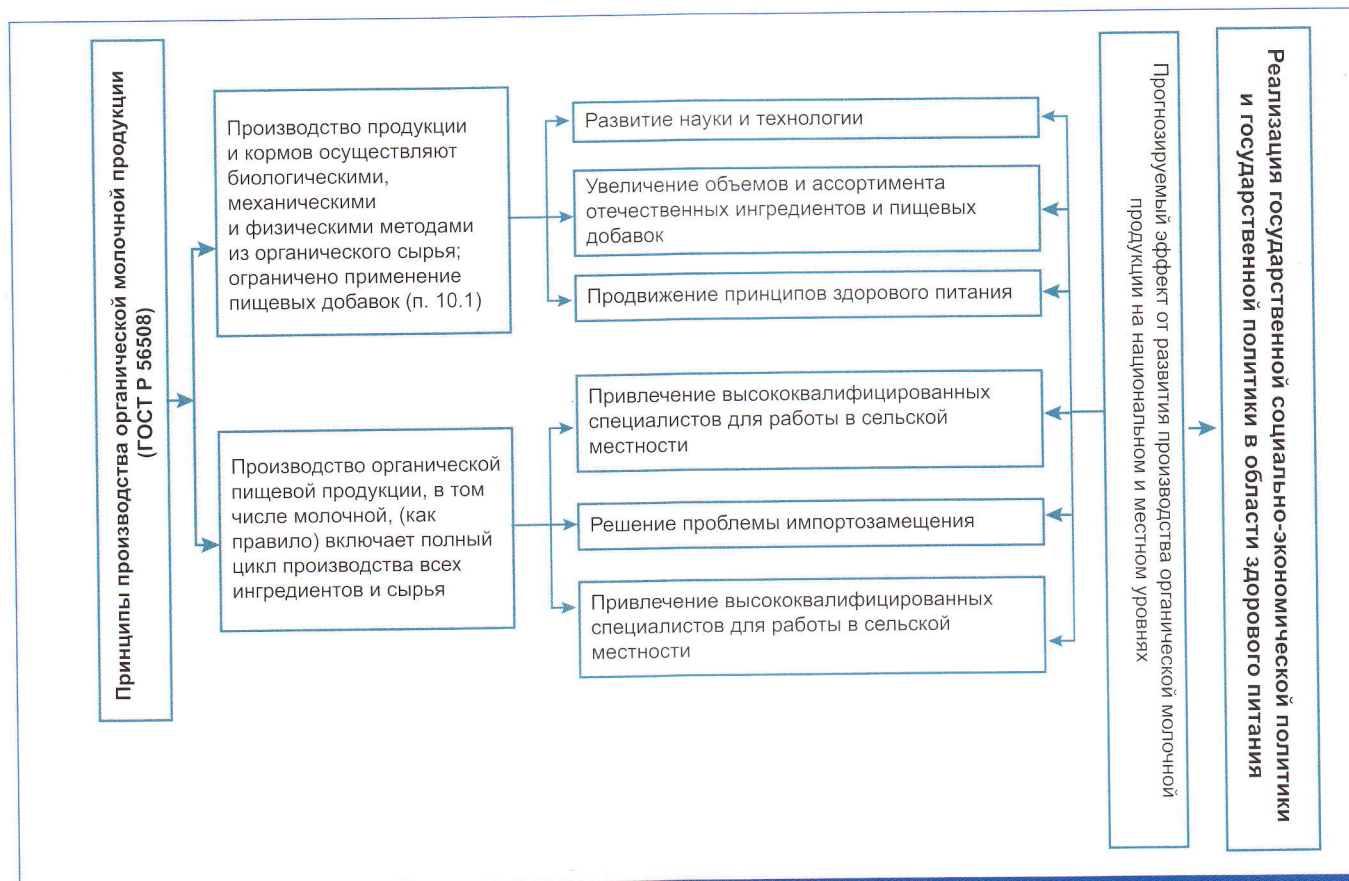 Принципы производства органической молочной продукции
(ГОСТ Р 56508)
Производство продукции
и кормов осуществляют
биологическими,
механическими
и физическими методами
из органического сырья;
ограничено применение
пищевых добавок (п. 10.1)
Производство органической
пищевой продукции, в том
числе молочной, (как
правило) включает полный
цикл производства всех
ингредиентов и сырья
Развитие науки и технологии
Увеличение объемов и ассортимента
отечественных ингредиентов и пищевых
добавок
Продвижение принципов здорового питания
Привлечение высококвалифицированных
специалистов для работы в сельской
местности
Решение проблемы импортозамещения
Привлечение высококвалифицированных
специалистов для работы в сельской
местности
Прогнозируемый эффект от развития производства органической молочной
продукции на национальном и местном уровнях
Реализация государственной социально-экономической политики
и государственной политики в области здорового питания